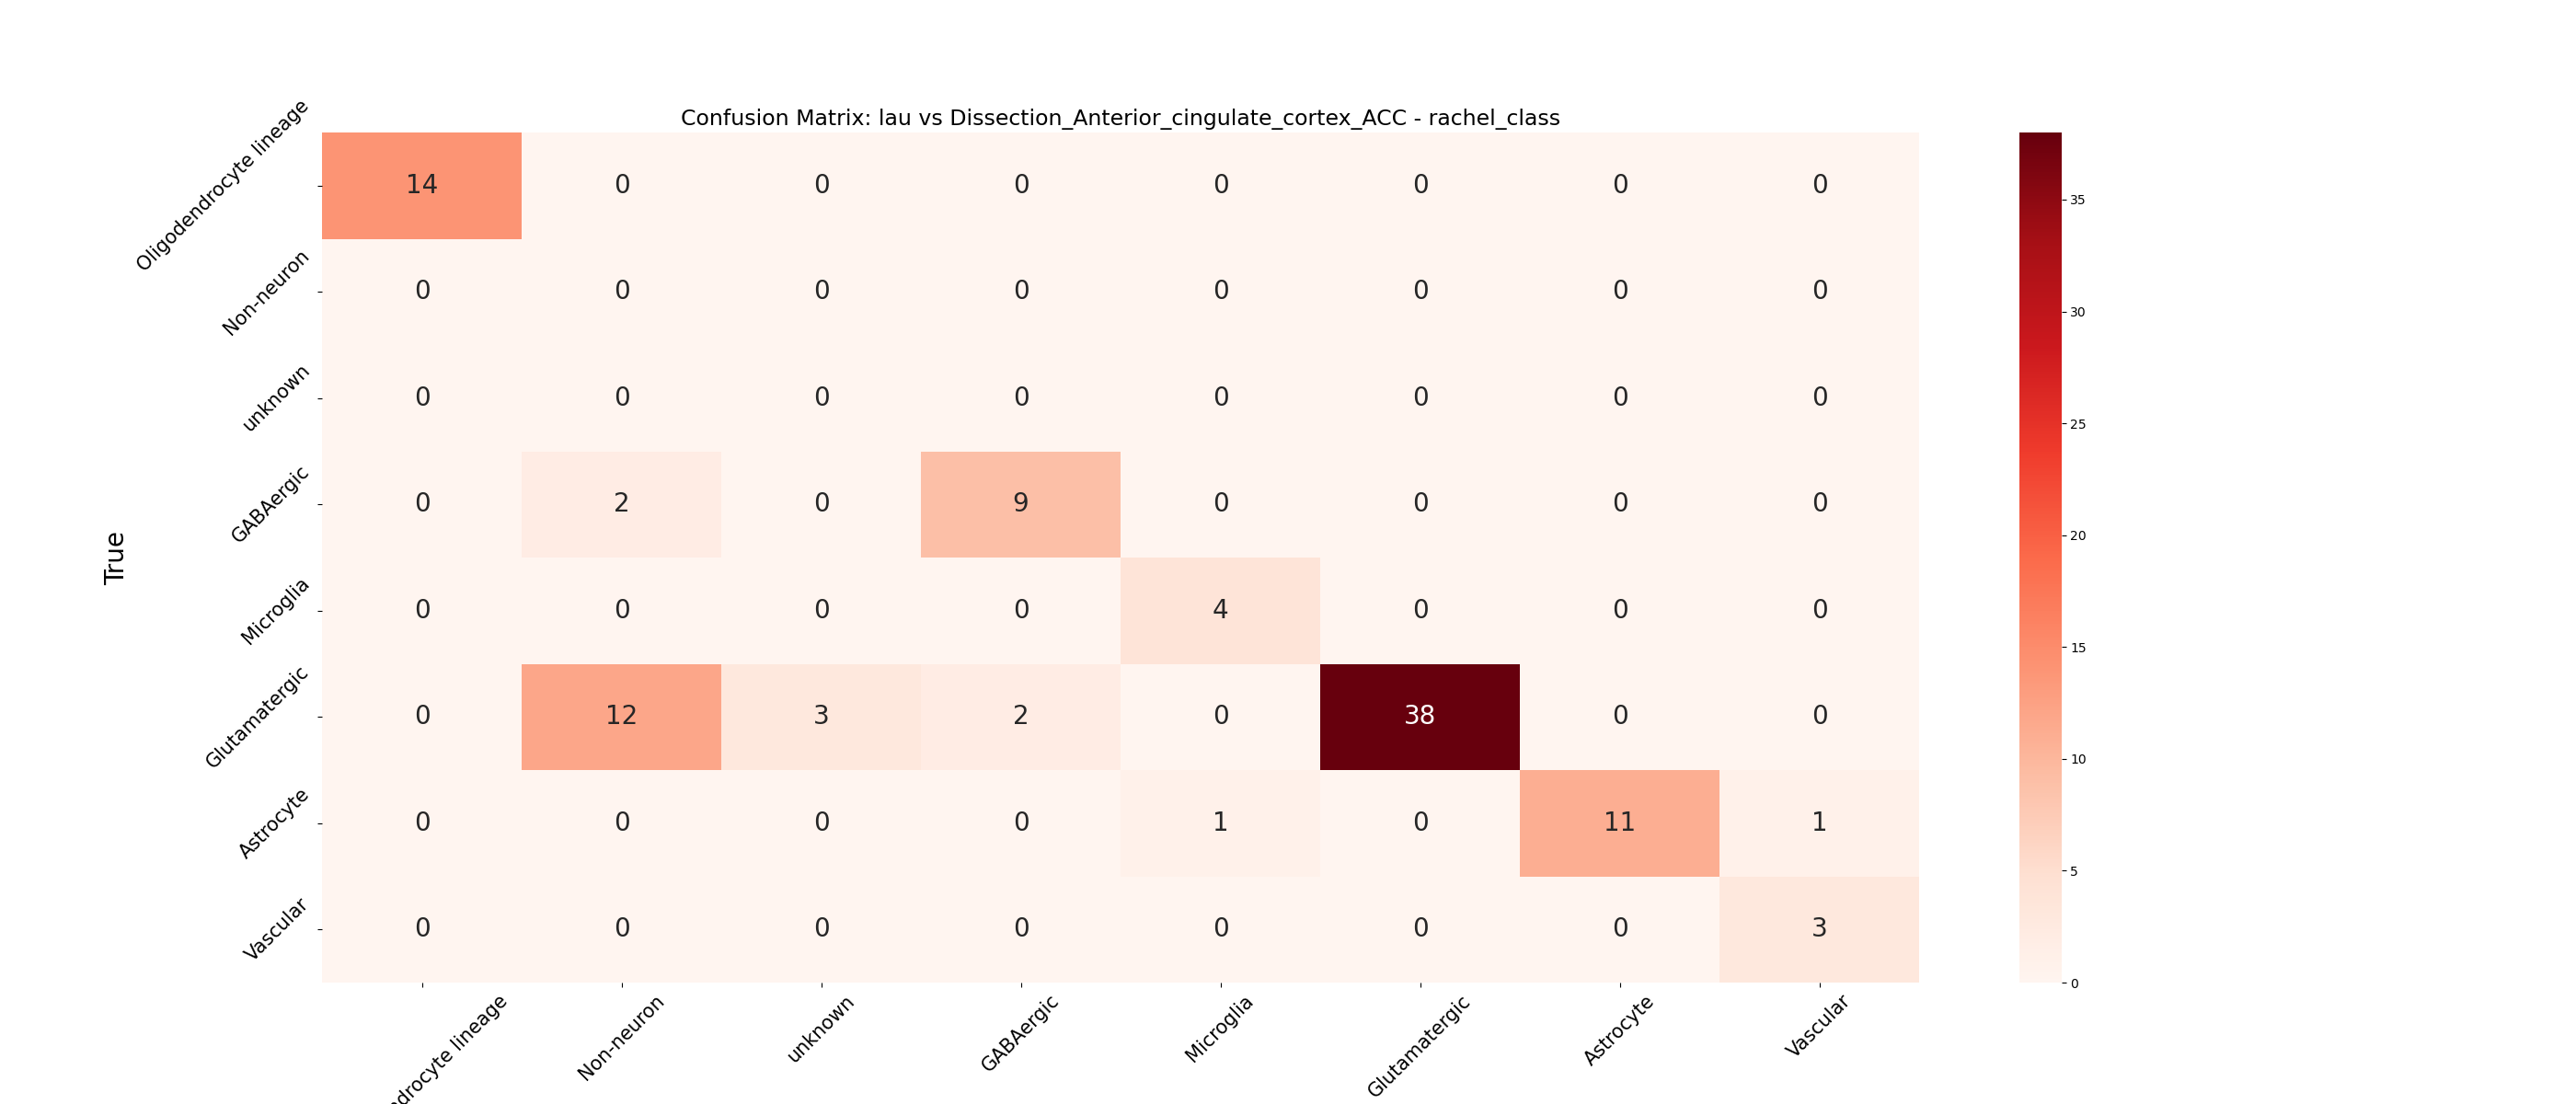 Confusion Matrix: lau vs Dissection_Anterior_cingulate_cortex_ACC - rachel_class
True
Oligodendrocyte lineage 14 0 0 0 0 0 0 0
Non-neuron 0 0 0 0 0 0 0 0
unknown 0 0 0 0 0 0 0 0
GABAergic 0 2 0 9 0 0 0 0
Microglia 0 0 0 0 4 0 0 0
Glutamatergic 0 12 3 2 0 38 0 0
Astrocyte 0 0 0 0 1 0 11 1
Vascular 0 0 0 0 0 0 0 3
lineage Non-neuron unknown GABAergic Microglia Glutamatergic Astrocyte Vascular
35
30
25
20
15
10
5
0